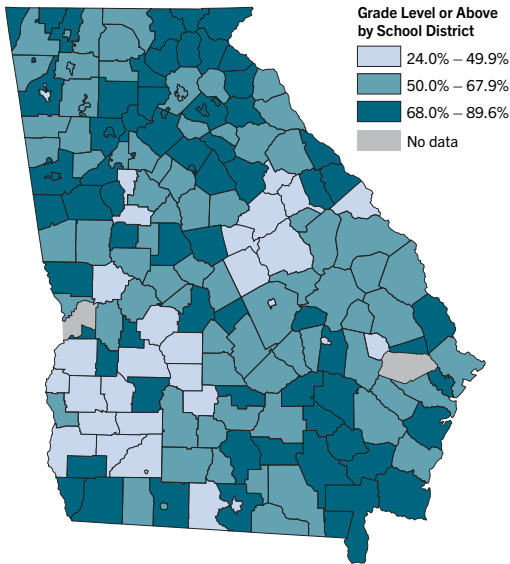 Grade Level or Above
by School District
24.0% – 49.9%
50.0% – 67.9%
68.0% – 89.6%
No data